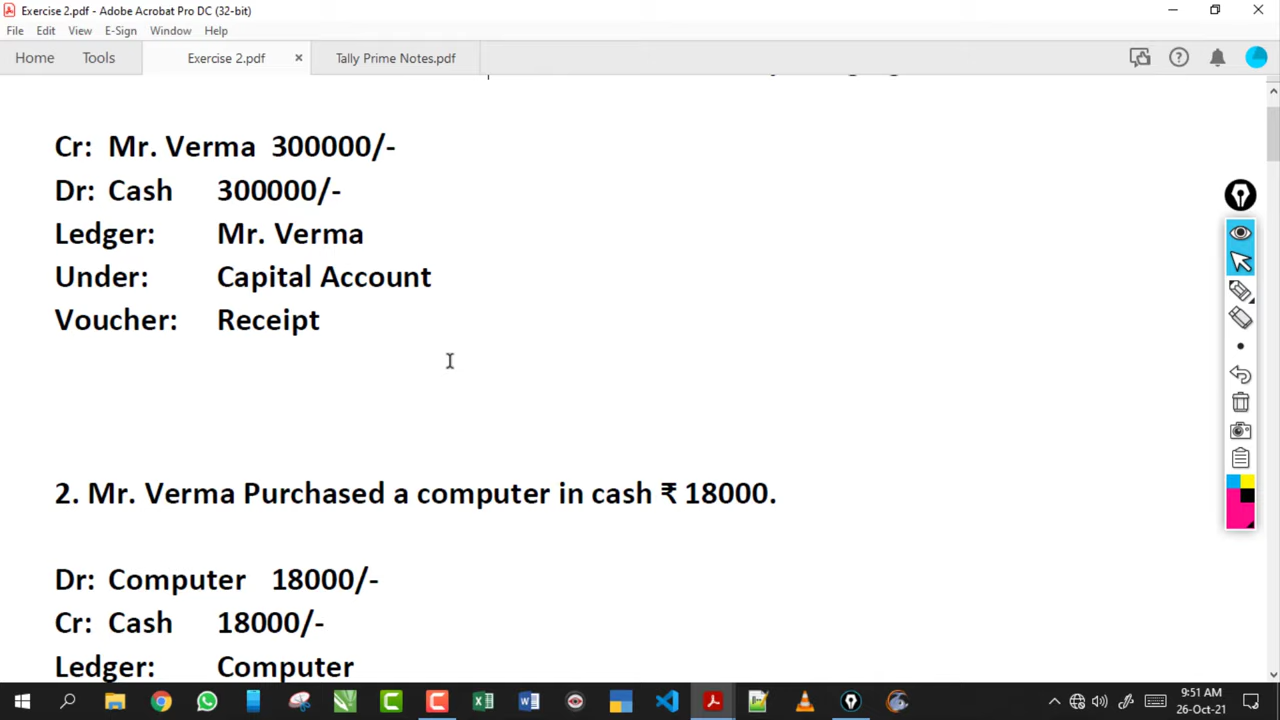 Exercise 2.pdf - Adobe Acrobat Pro DC (32-bit)
File Edit View E-Sign Window Help
Home Tools Exercise 2.pdf × Tally Prime Notes.pdf
Cr: Mr. Verma 300000/-
Dr: Cash 300000/-
Ledger: Mr. Verma
Under: Capital Account
Voucher: Receipt
2. Mr. Verma Purchased a computer in cash ₹ 18000.
Dr: Computer 18000/-
Cr: Cash 18000/-
Ledger: Computer
9:51 AM
26-Oct-21